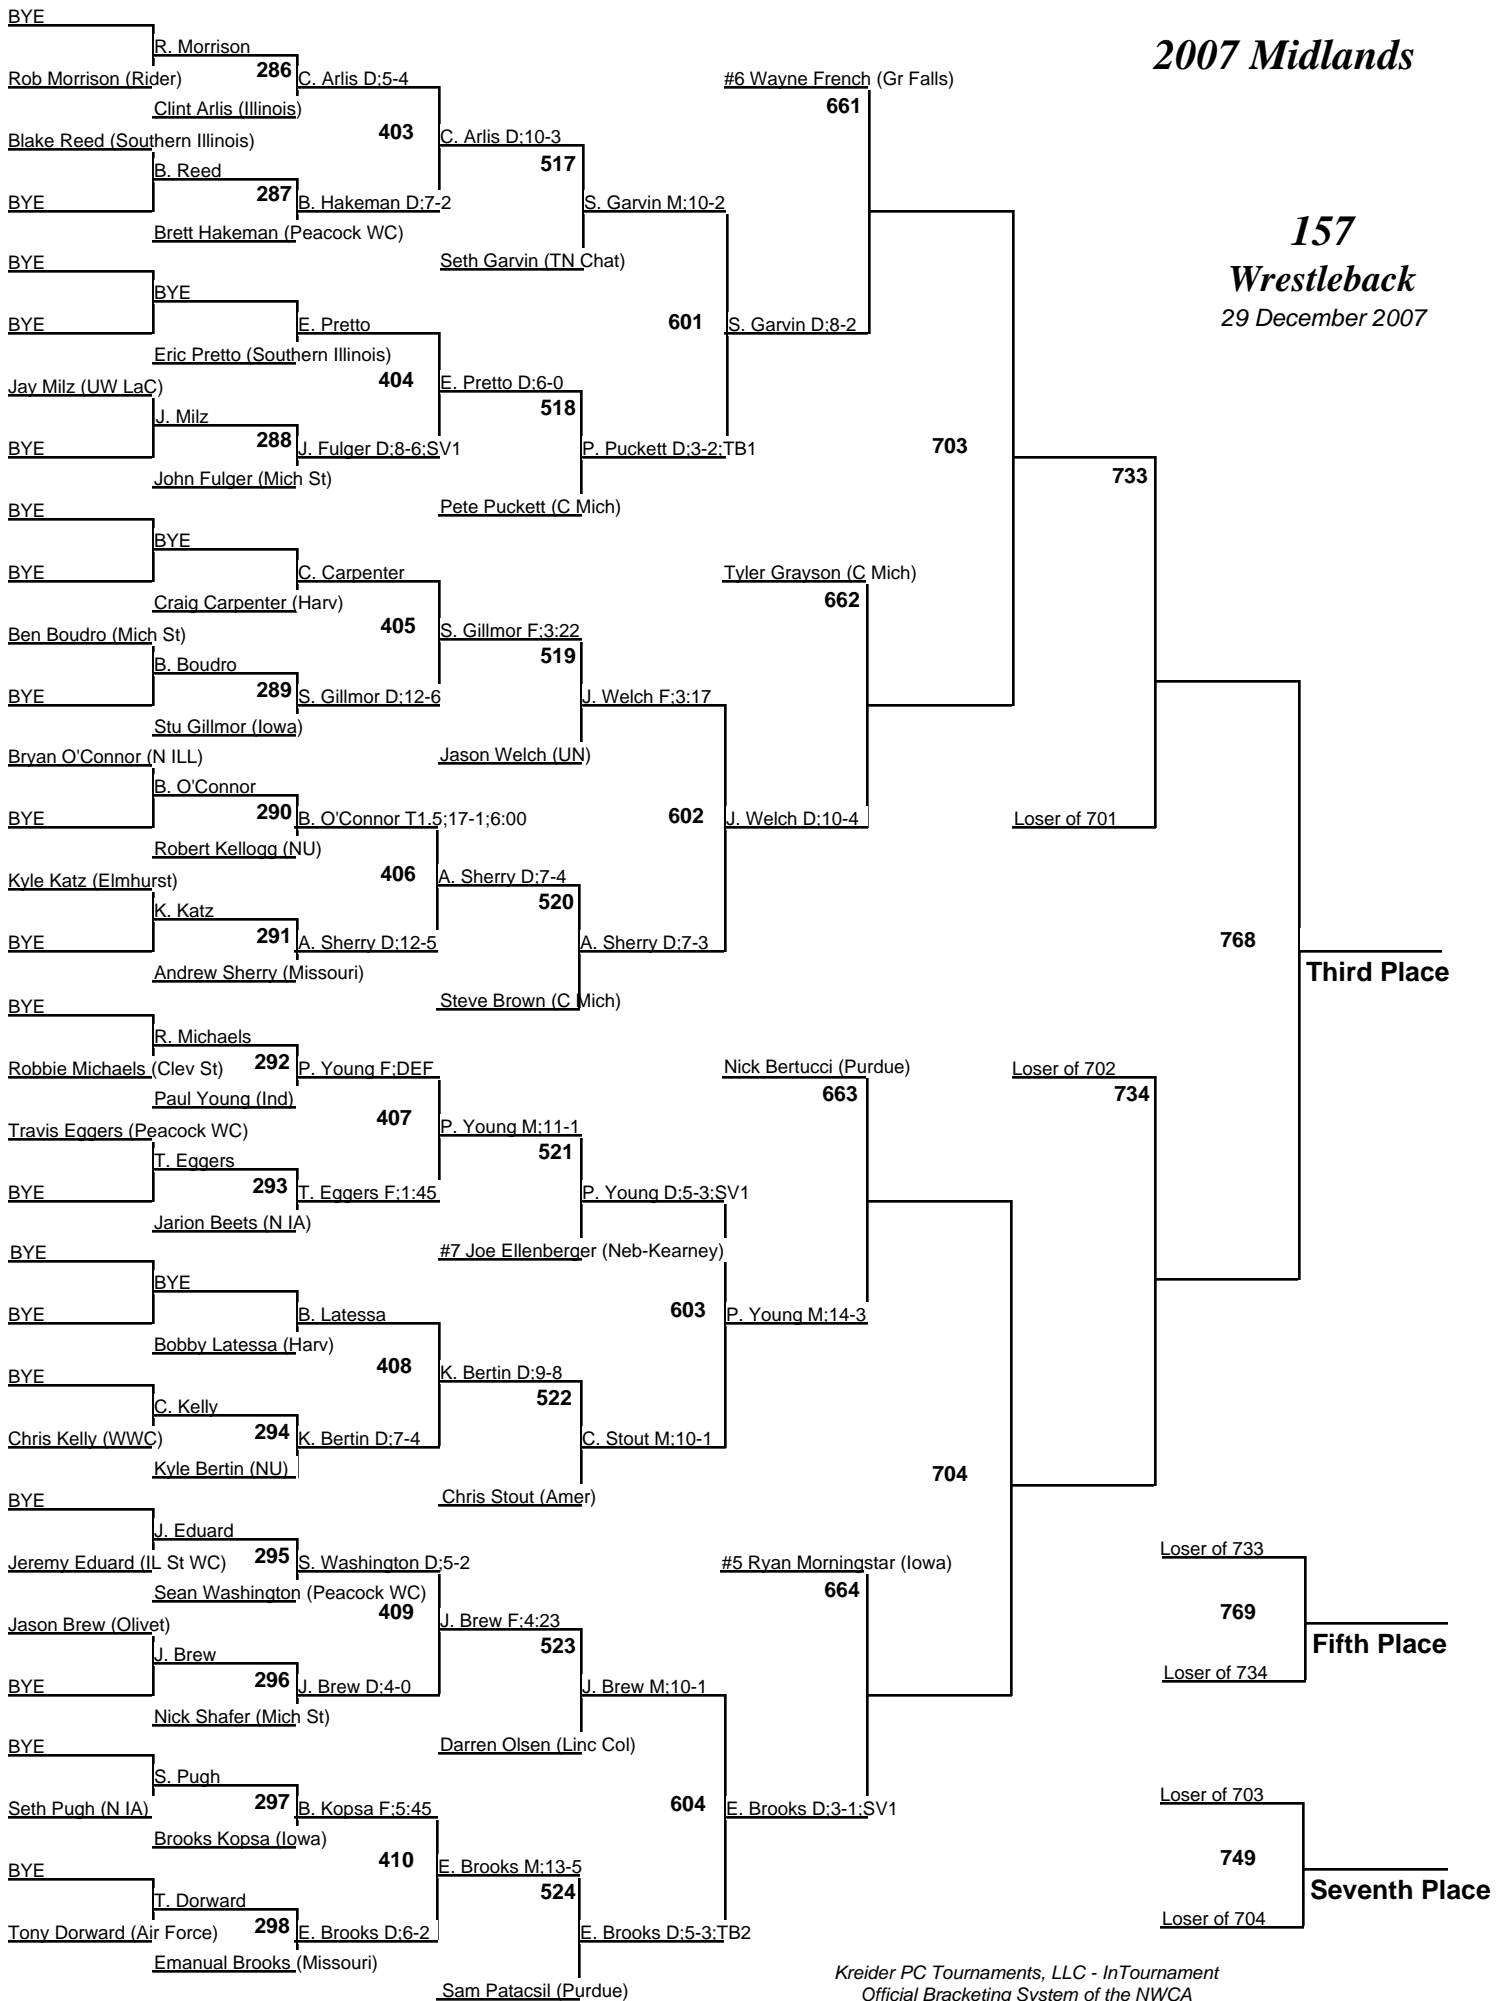 BYE
2007 Midlands
R. Morrison
Rob Morrison (Rider)
286
C. Arlis D;5-4
#6 Wayne French (Gr Falls)
Clint Arlis (Illinois)
661
Blake Reed (Southern Illinois)
403
C. Arlis D;10-3
517
B. Reed
287
BYE
B. Hakeman D;7-2
S. Garvin M;10-2
Brett Hakeman (Peacock WC)
157
Wrestleback
29 December 2007
BYE
Seth Garvin (TN Chat)
BYE
BYE
E. Pretto
601
S. Garvin D;8-2
Eric Pretto (Southern Illinois)
Jay Milz (UW LaC)
404
E. Pretto D;6-0
518
J. Milz
288
BYE
J. Fulger D;8-6;SV1
P. Puckett D;3-2;TB1
703
John Fulger (Mich St)
733
BYE
Pete Puckett (C Mich)
BYE
BYE
C. Carpenter
Tyler Grayson (C Mich)
Craig Carpenter (Harv)
662
Ben Boudro (Mich St)
405
S. Gillmor F;3:22
519
B. Boudro
289
BYE
S. Gillmor D;12-6
J. Welch F;3:17
Stu Gillmor (Iowa)
Bryan O'Connor (N ILL)
Jason Welch (UN)
B. O'Connor
290
BYE
B. O'Connor T1.5;17-1;6:00
602
J. Welch D;10-4
Loser of 701
Robert Kellogg (NU)
Kyle Katz (Elmhurst)
406
A. Sherry D;7-4
520
K. Katz
291
BYE
A. Sherry D;12-5
A. Sherry D;7-3
768
Andrew Sherry (Missouri)
Third Place
BYE
Steve Brown (C Mich)
R. Michaels
Robbie Michaels (Clev St)
292
P. Young F;DEF
Nick Bertucci (Purdue)
Loser of 702
Paul Young (Ind)
663
734
Travis Eggers (Peacock WC)
407
P. Young M;11-1
521
T. Eggers
293
BYE
T. Eggers F;1:45
P. Young D;5-3;SV1
Jarion Beets (N IA)
BYE
#7 Joe Ellenberger (Neb-Kearney)
BYE
BYE
B. Latessa
603
P. Young M;14-3
Bobby Latessa (Harv)
BYE
408
K. Bertin D;9-8
522
C. Kelly
Chris Kelly (WWC)
294
K. Bertin D;7-4
C. Stout M;10-1
Kyle Bertin (NU)
704
BYE
Chris Stout (Amer)
J. Eduard
Jeremy Eduard (IL St WC)
295
S. Washington D;5-2
#5 Ryan Morningstar (Iowa)
Loser of 733
Sean Washington (Peacock WC)
664
Jason Brew (Olivet)
409
J. Brew F;4:23
769
523
Fifth Place
J. Brew
296
BYE
J. Brew D;4-0
J. Brew M;10-1
Loser of 734
Nick Shafer (Mich St)
BYE
Darren Olsen (Linc Col)
S. Pugh
Loser of 703
Seth Pugh (N IA)
297
B. Kopsa F;5:45
604
E. Brooks D;3-1;SV1
Brooks Kopsa (Iowa)
BYE
410
E. Brooks M;13-5
749
524
Seventh Place
T. Dorward
Tony Dorward (Air Force)
298
E. Brooks D;6-2
E. Brooks D;5-3;TB2
Loser of 704
Emanual Brooks (Missouri)
Sam Patacsil (Purdue)
Kreider PC Tournaments, LLC - InTournament
Official Bracketing System of the NWCA